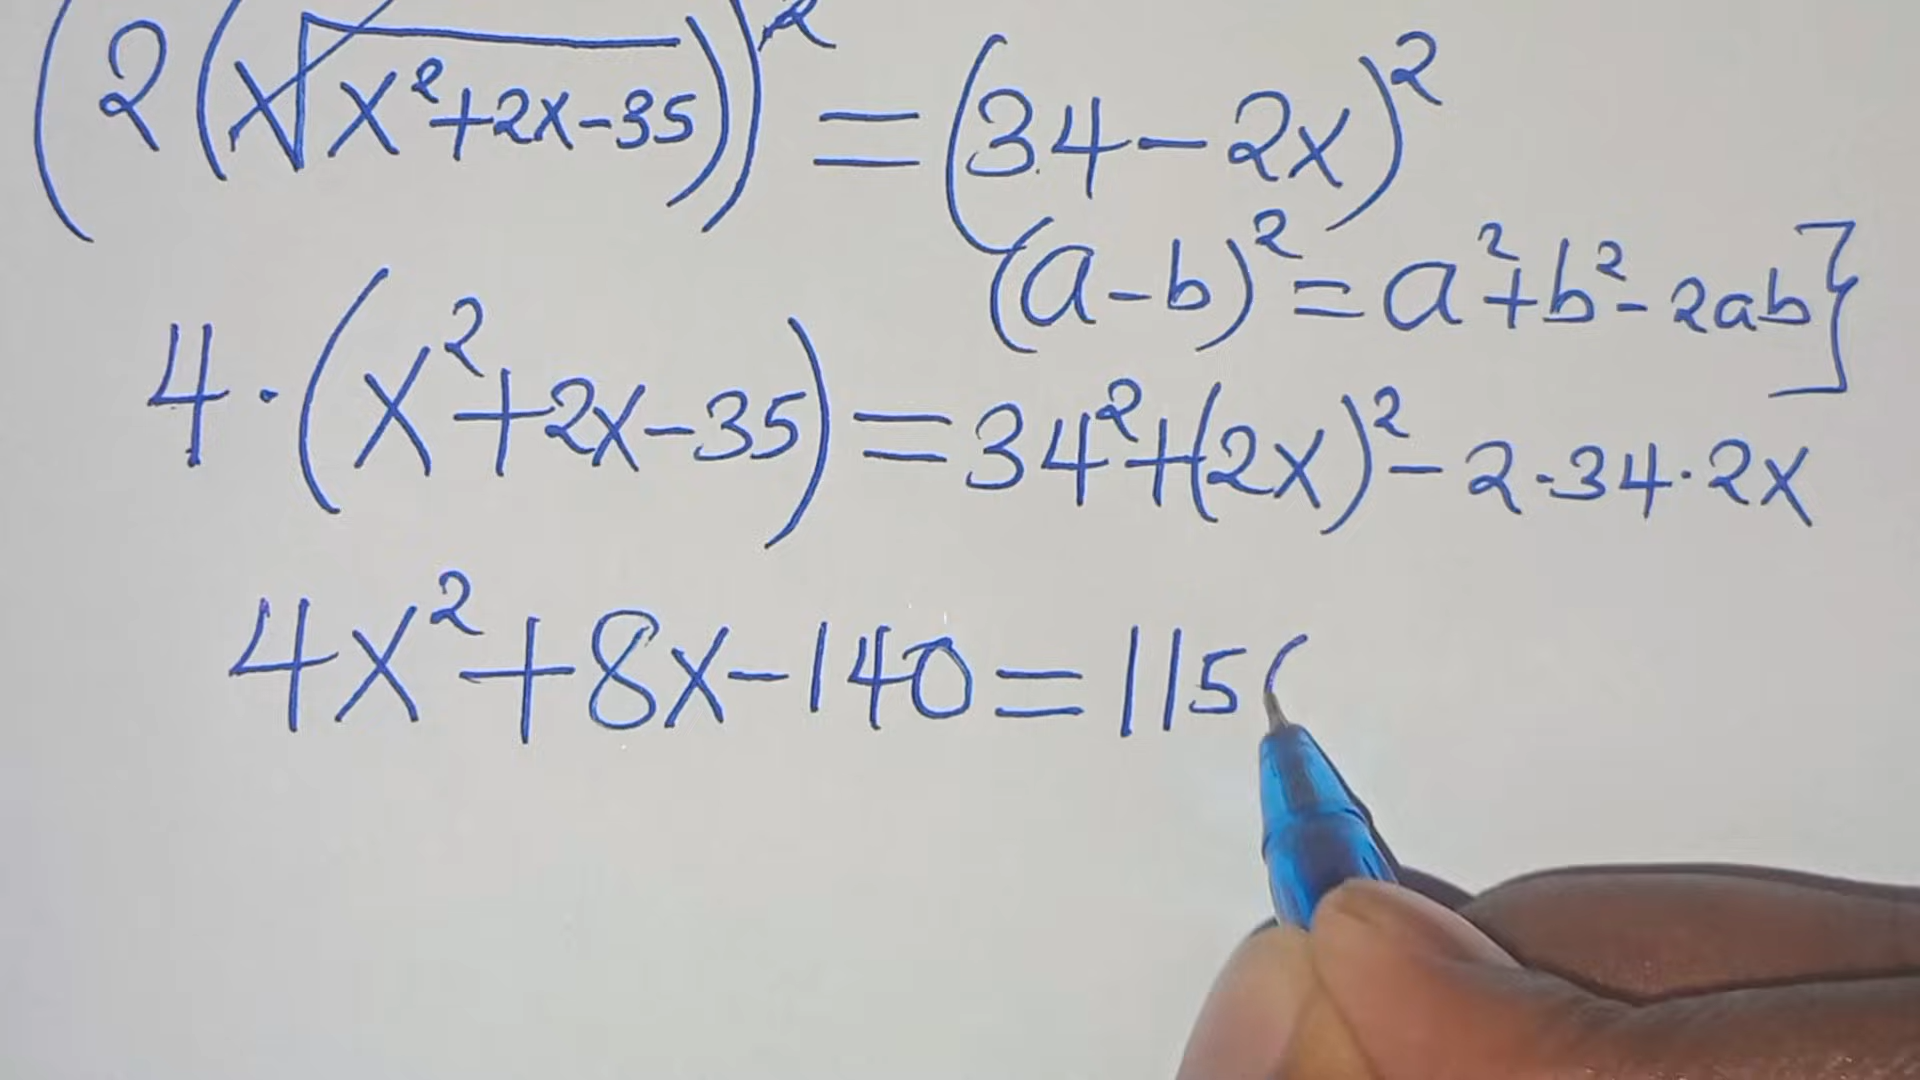 (2(√x²+2x-35))² = (34-2x)²
(a-b)² = a²+b²-2ab}
4·(x²+2x-35) = 34²+(2x)²-2·34·2x
4x²+8x-140 = 115